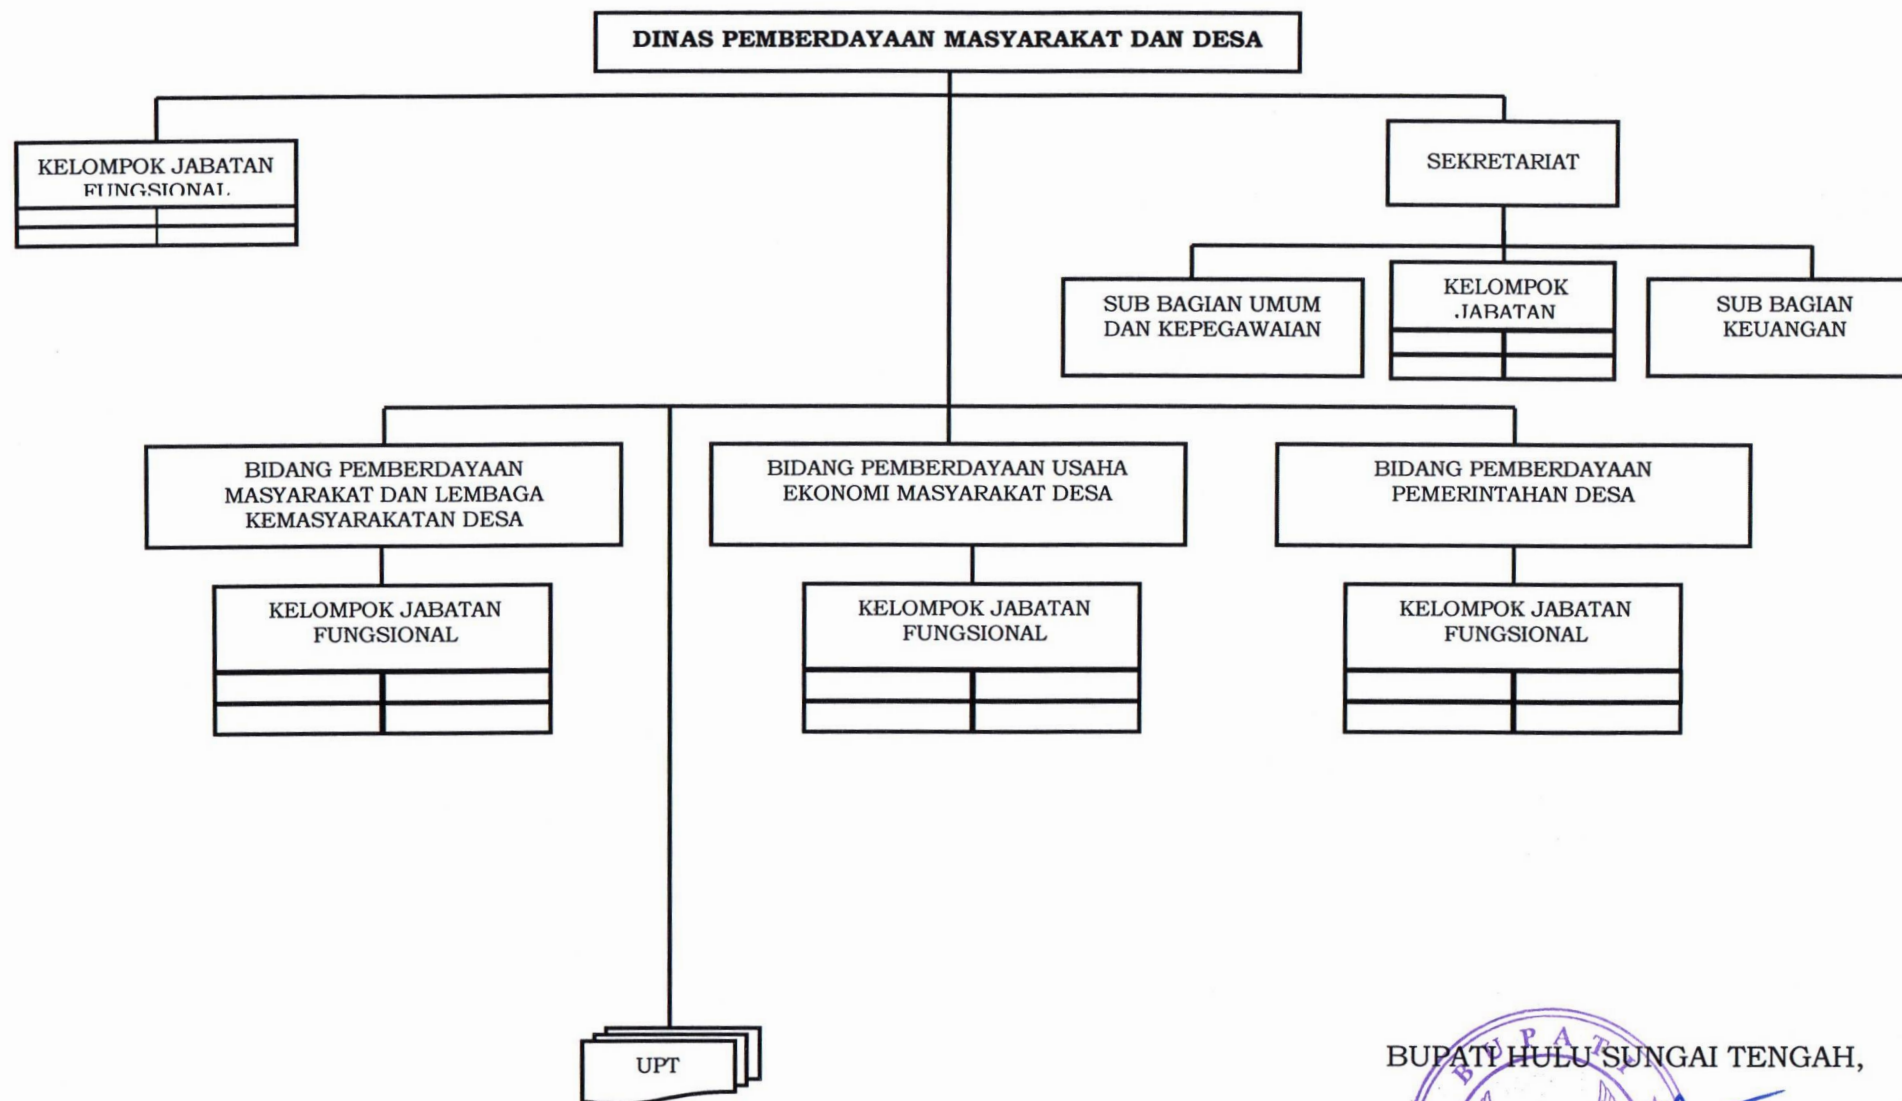 DINAS PEMBERDAYAAN MASYARAKAT DAN DESA
KELOMPOK JABATAN
FUNGSIONAL
SEKRETARIAT
SUB BAGIAN UMUM
DAN KEPEGAWAIAN
KELOMPOK
JABATAN
SUB BAGIAN
KEUANGAN
BIDANG PEMBERDAYAAN
MASYARAKAT DAN LEMBAGA
KEMASYARAKATAN DESA
BIDANG PEMBERDAYAAN USAHA
EKONOMI MASYARAKAT DESA
BIDANG PEMBERDAYAAN
PEMERINTAHAN DESA
KELOMPOK JABATAN
FUNGSIONAL
KELOMPOK JABATAN
FUNGSIONAL
KELOMPOK JABATAN
FUNGSIONAL
UPT
BUPATI HULU SUNGAI TENGAH,
BUPATI